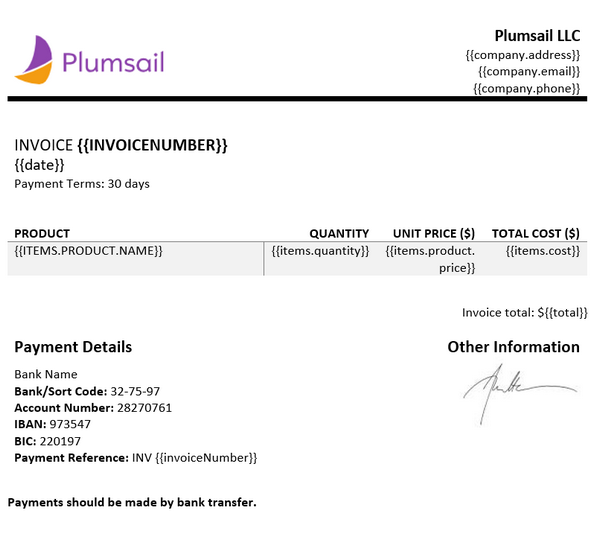 Plumsail
Plumsail LLC
{{company.address}}
{{company.email}}
{{company.phone}}
INVOICE {{INVOICENUMBER}}
{{date}}
Payment Terms: 30 days
PRODUCT QUANTITY UNIT PRICE ($) TOTAL COST ($)
{{ITEMS.PRODUCT.NAME}} {{items.quantity}} {{items.product. {{items.cost}}
price}}
Invoice total: ${{total}}
Payment Details
Other Information
Bank Name
Bank/Sort Code: 32-75-97
Account Number: 28270761
IBAN: 973547
BIC: 220197
Payment Reference: INV {{invoiceNumber}}
Payments should be made by bank transfer.